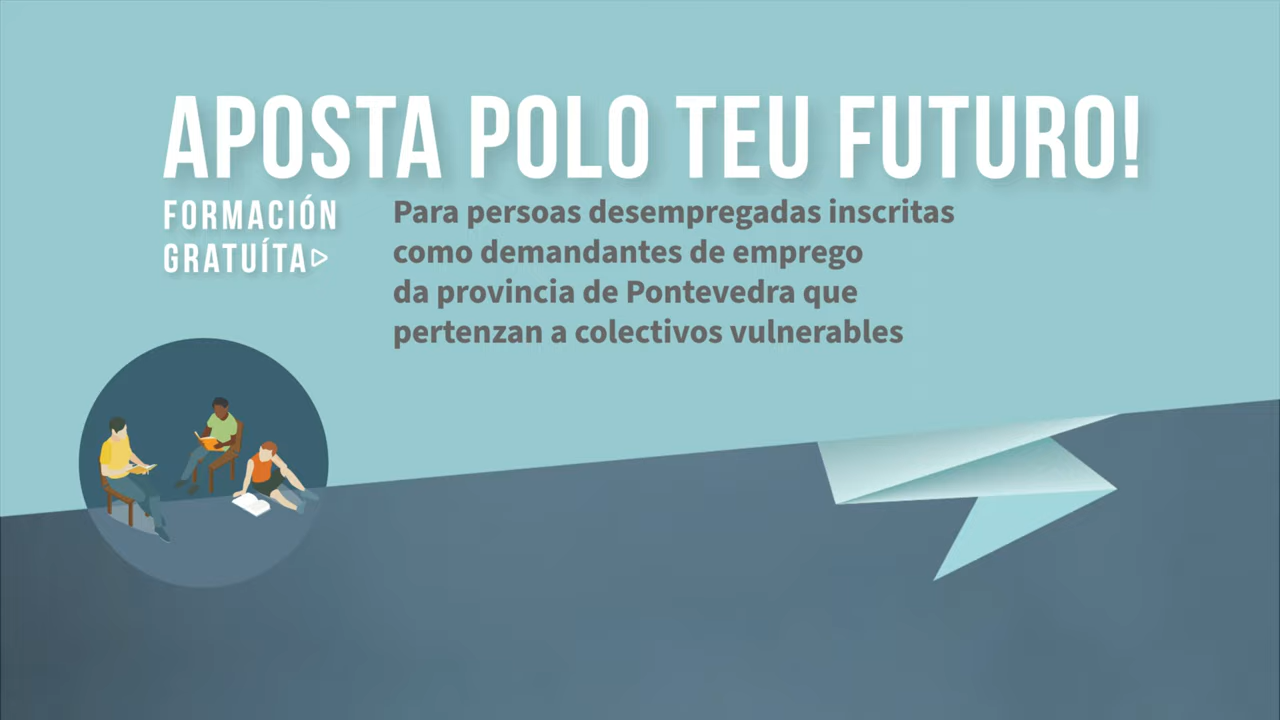 APOSTA POLO TEU FUTURO!
FORMACIÓN
GRATUÍTA
Para persoas desempregadas inscritas
como demandantes de emprego
da provincia de Pontevedra que
pertenzan a colectivos vulnerables